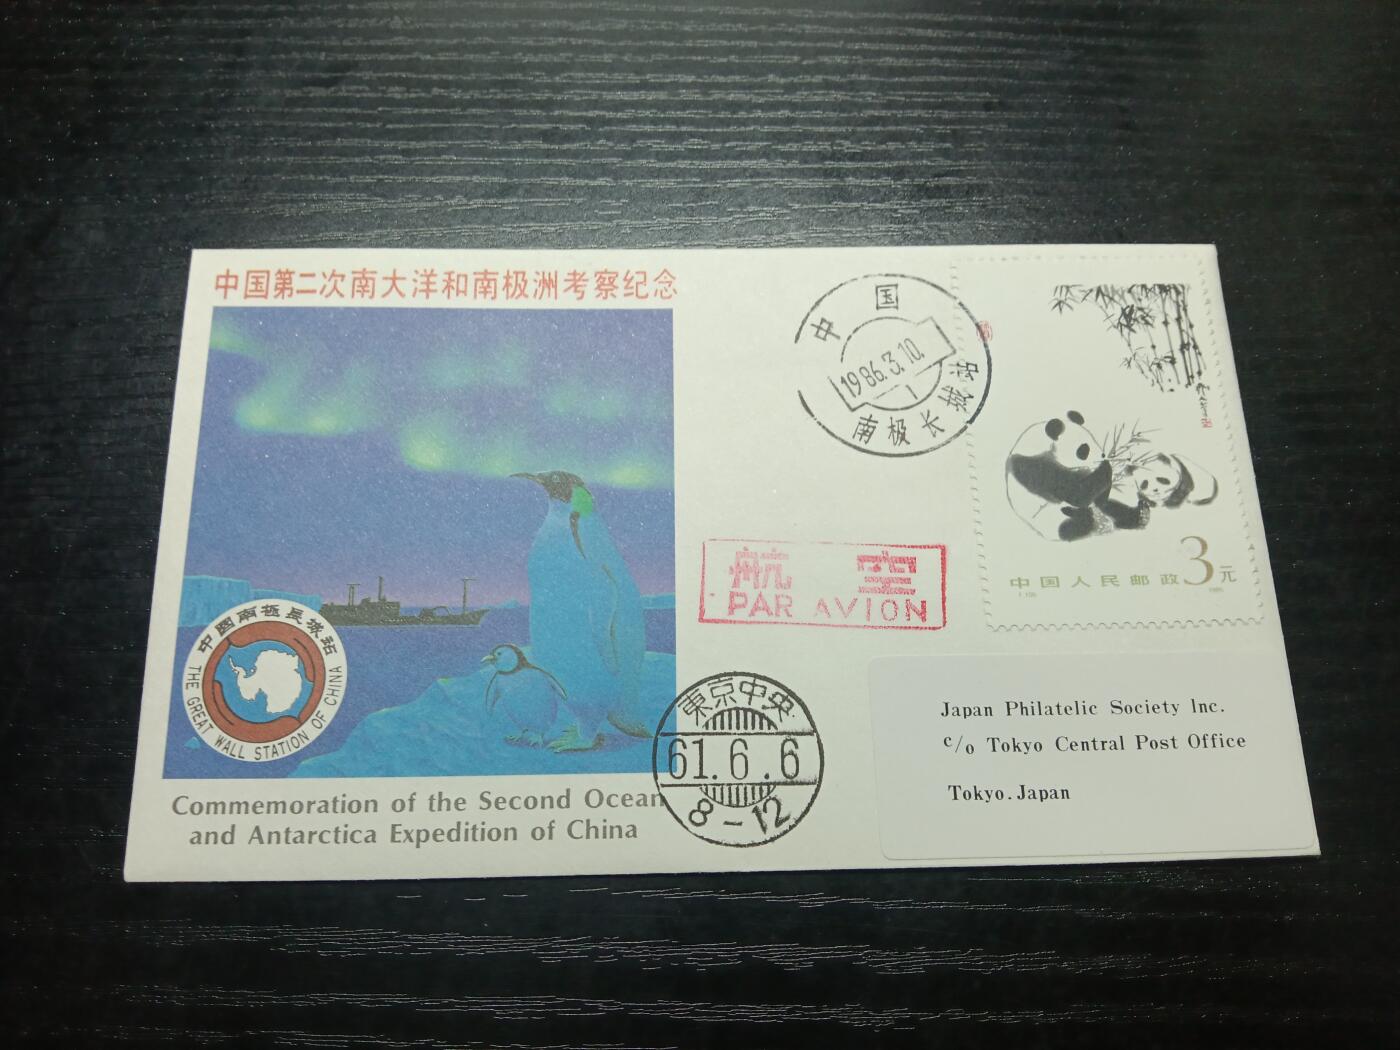 中国第二次南大洋和南极洲考察纪念
中国
1986.3.10.
1
南极长城站
3元
中国人民邮政
航空
PAR AVION
中国南极长城站
THE GREAT WALL STATION OF CHINA
東京中央
61.6.6
8-12
Commemoration of the Second Ocean
and Antarctica Expedition of China
Japan Philatelic Society Inc.
c/o Tokyo Central Post Office
Tokyo.Japan